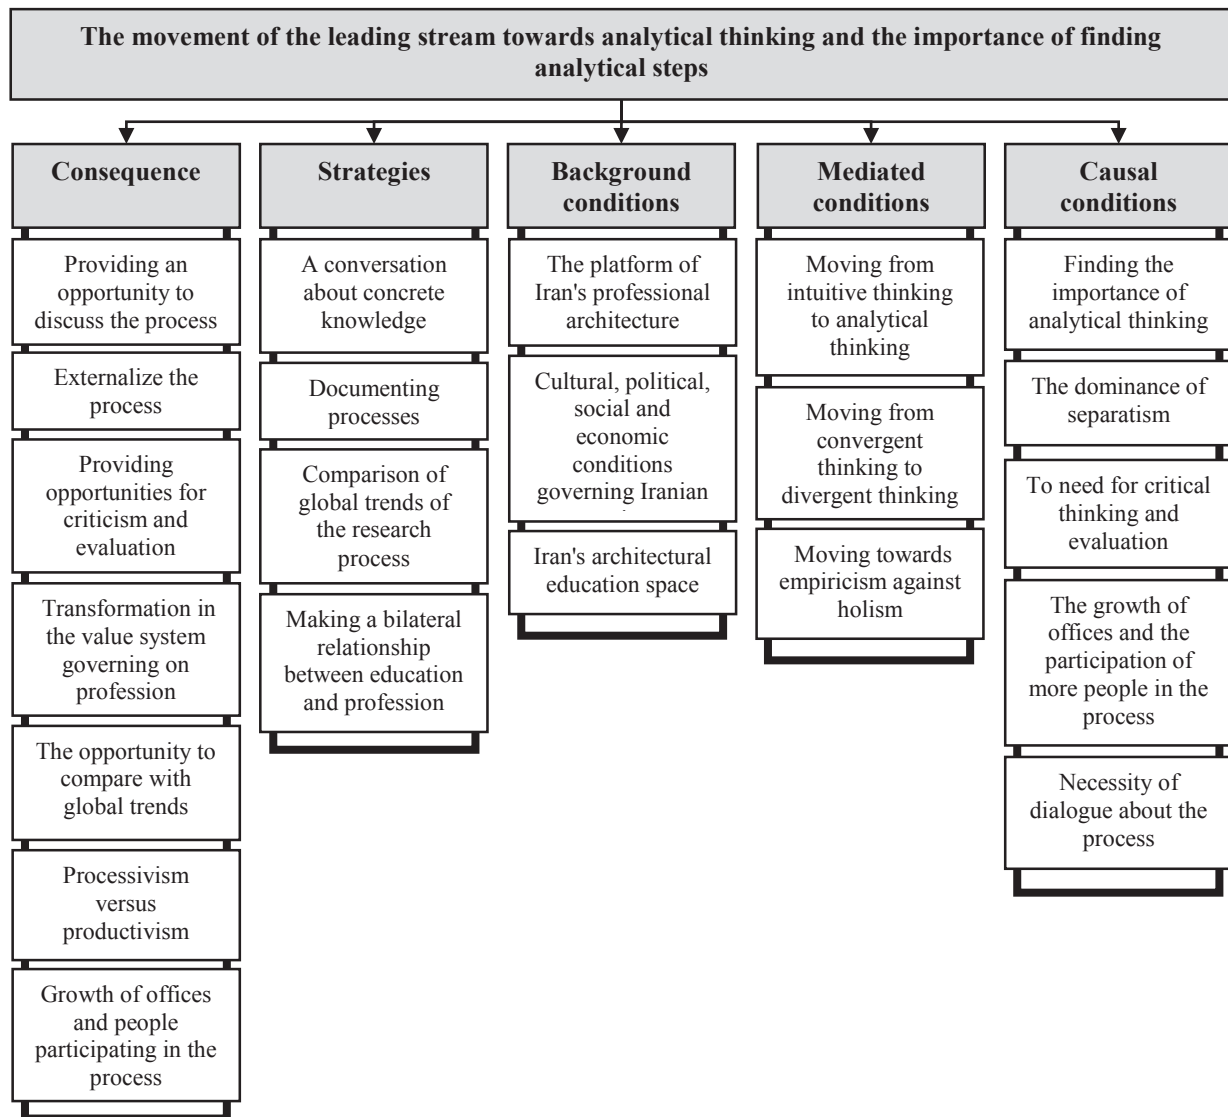 The movement of the leading stream towards analytical thinking and the importance of finding
analytical steps
Consequence
Providing an
opportunity to
discuss the process
Externalize the
process
Providing
opportunities for
criticism and
evaluation
Transformation in
the value system
governing on
profession
The opportunity to
compare with
global trends
Processivism
versus
productivism
Growth of offices
and people
participating in the
process
Strategies
A conversation
about concrete
knowledge
Documenting
processes
Comparison of
global trends of
the research
process
Making a bilateral
relationship
between education
and profession
Background
conditions
The platform of
Iran's professional
architecture
Cultural, political,
social and
economic
conditions
governing Iranian
Iran's architectural
education space
Mediated
conditions
Moving from
intuitive thinking
to analytical
thinking
Moving from
convergent
thinking to
divergent thinking
Moving towards
empiricism against
holism
Causal
conditions
Finding the
importance of
analytical thinking
The dominance of
separatism
To need for critical
thinking and
evaluation
The growth of
offices and the
participation of
more people in the
process
Necessity of
dialogue about the
process